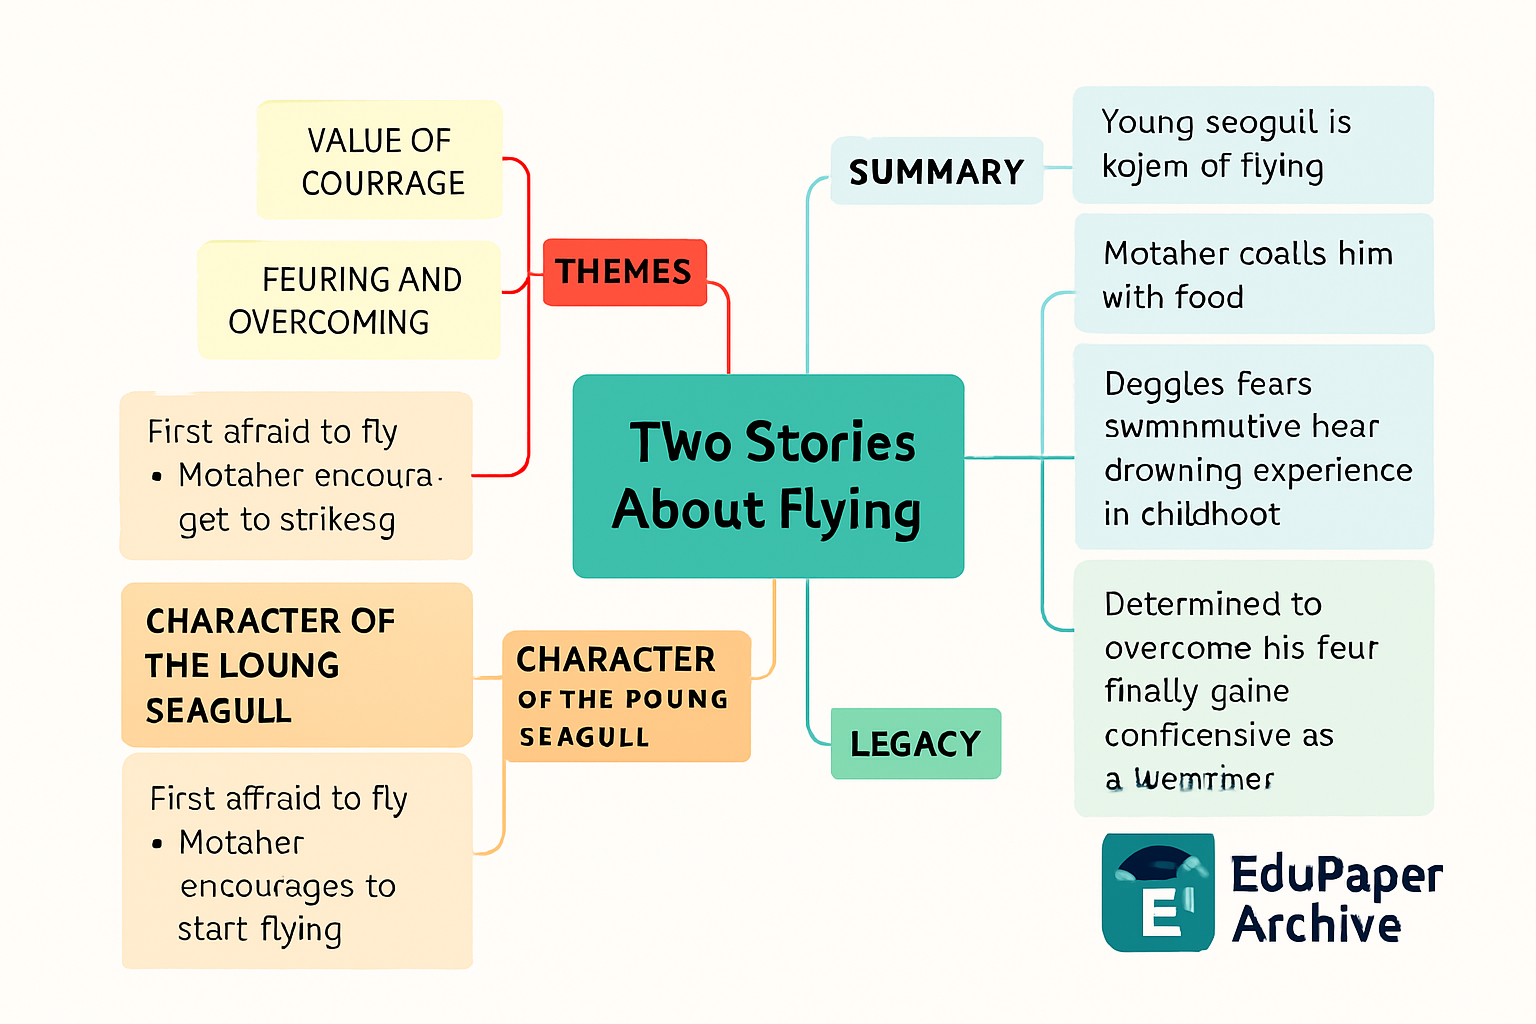 VALUE OF
COURRAGE
FEURING AND
OVERCOMING
THEMES
First afraid to fly
• Motaher encoura·
get to strikesg
CHARACTER OF
THE LOUNG
SEAGULL
CHARACTER
OF THE POUNG
SEAGULL
First affraid to fly
• Motaher
encourages to
start flying
Two Stories
About Flying
SUMMARY
Young seoguil is
kojem of flying
Motaher coalls him
with food
Deggles fears
swmnmutive hear
drowning experience
in childhoot
Determined to
overcome his feur
finally gaine
conficensive as
a
LEGACY
E
EduPaper
Archive